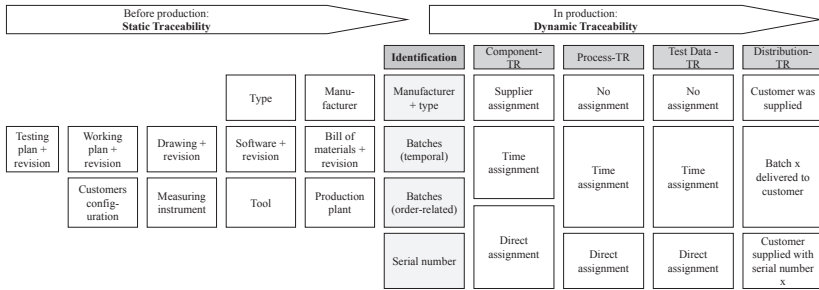 Before production:
Static Traceability
In production:
Dynamic Traceability
Identification
Component-
TR
Process-TR
Test Data -
TR
Distribution-TR
Type
Manu-
facturer
Manufacturer
+ type
Supplier
assignment
No
assignment
No
assignment
Customer was
supplied
Testing
plan +
revision
Working
plan +
revision
Drawing +
revision
Software +
revision
Bill of
materials +
revision
Batches
(temporal)
Time
assignment
Time
assignment
Time
assignment
Batch x
delivered to
customer
Customers
config-
uration
Measuring
instrument
Tool
Production
plant
Batches
(order-related)
Direct
assignment
Serial number
Direct
assignment
Direct
assignment
Customer
supplied with
serial number
x